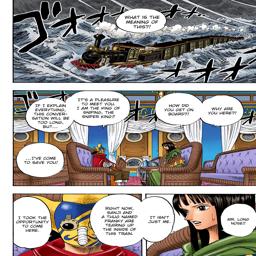 WHAT IS THE
MEANING OF
THIS?!
WHY ARE
YOU HERE?!
HOW DID
YOU GET ON
BOARD?!
IT'S A PLEASURE
TO MEET YOU.
I AM THE KING OF
SNIPING, THE
SNIPER KING!
IF I EXPLAIN
EVERYTHING,
THIS CONVER-
SATION WILL BE
TOO LONG,
BUT...
...I'VE COME
TO SAVE YOU!
MR. LONG
NOSE?!
IT ISN'T
JUST ME.
RIGHT NOW,
SANJI AND
A THUG NAMED
FRANKY ARE
TEARING UP
THE INSIDE
OF THIS TRAIN.
I TOOK THE
OPPORTUNITY
TO COME
HERE.